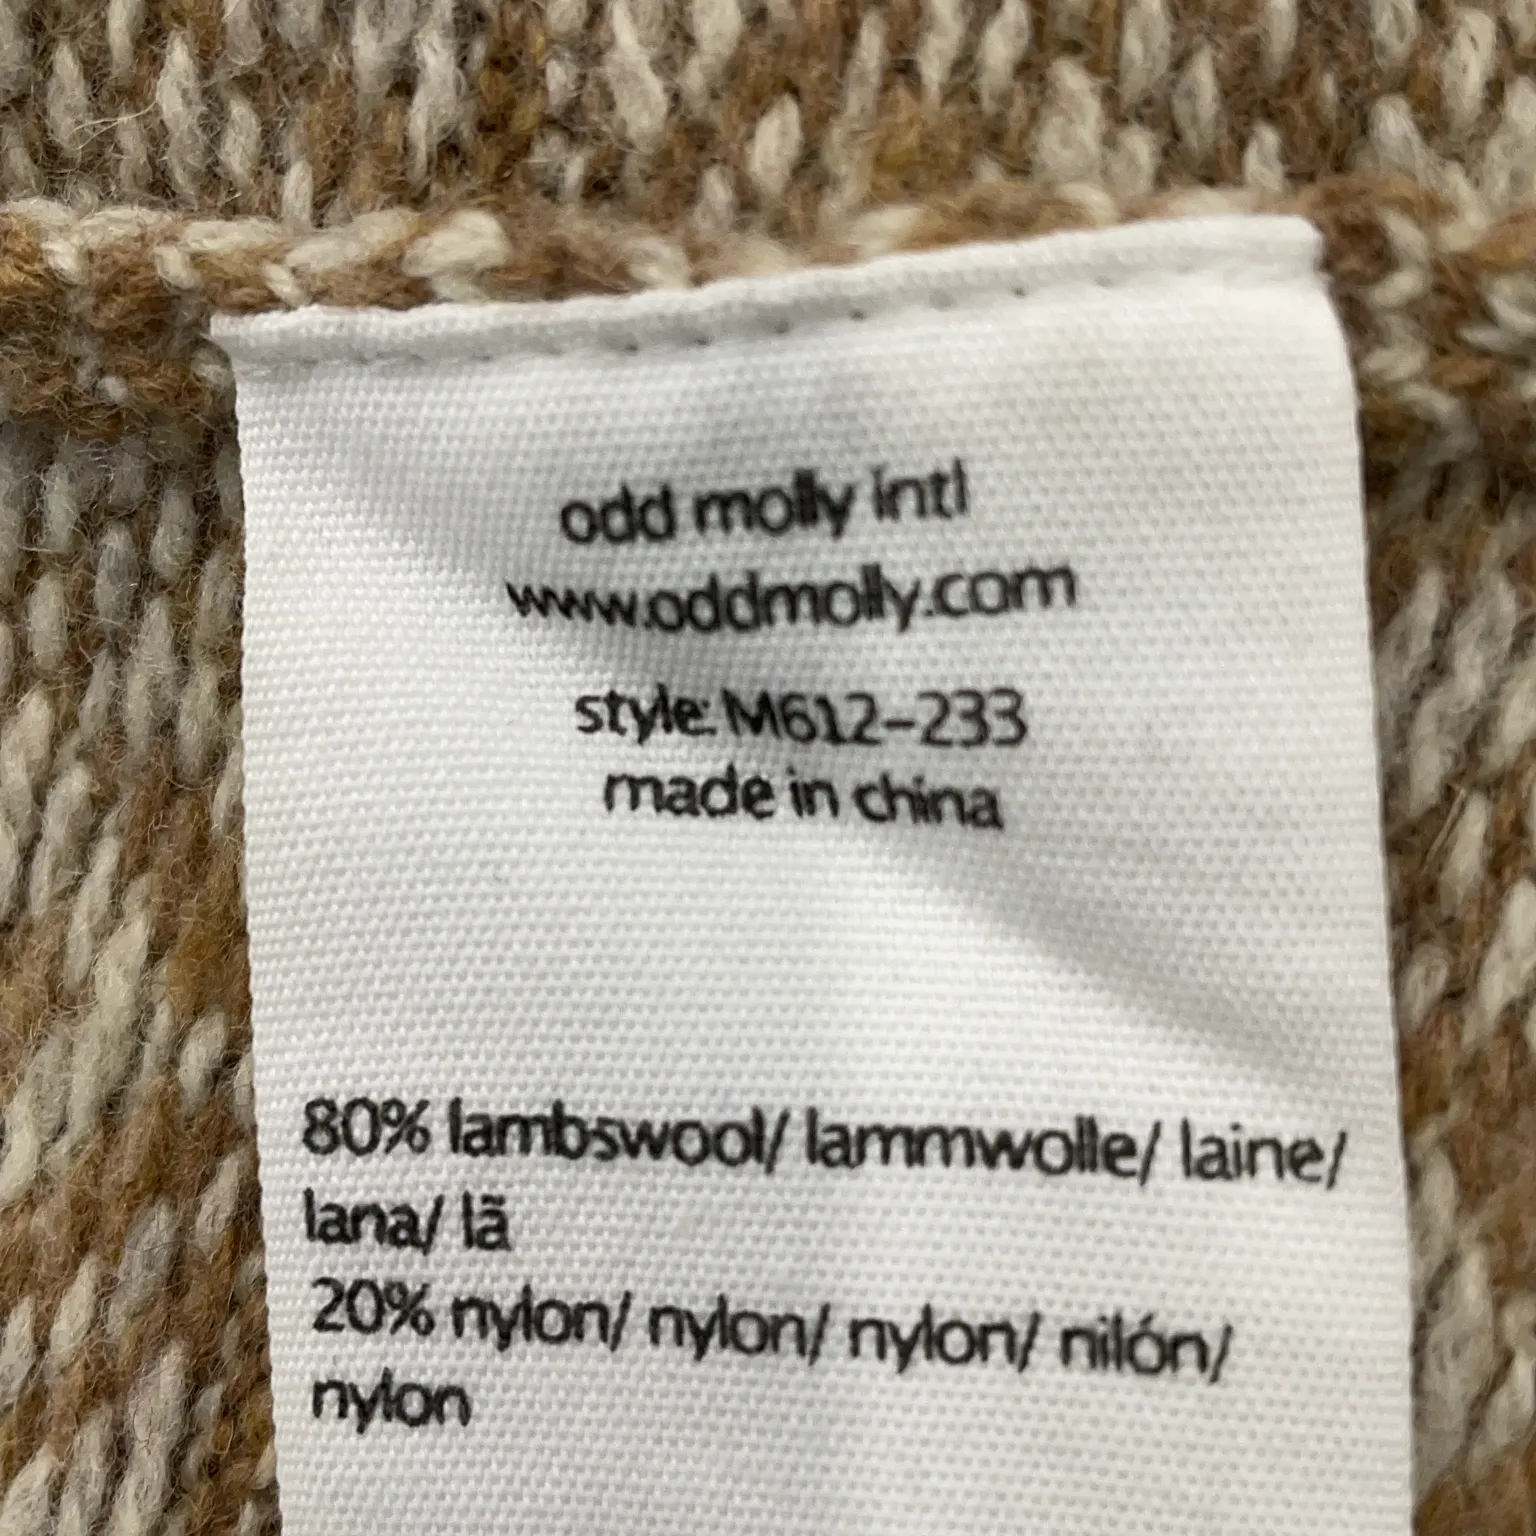 odd molly intl
www.oddmolly.com
style: M612-233
made in china
80% lambswool/ lammwolle/ laine/
lana/ lã
20% nylon/ nylon/ nylon/ nilón/
nylon